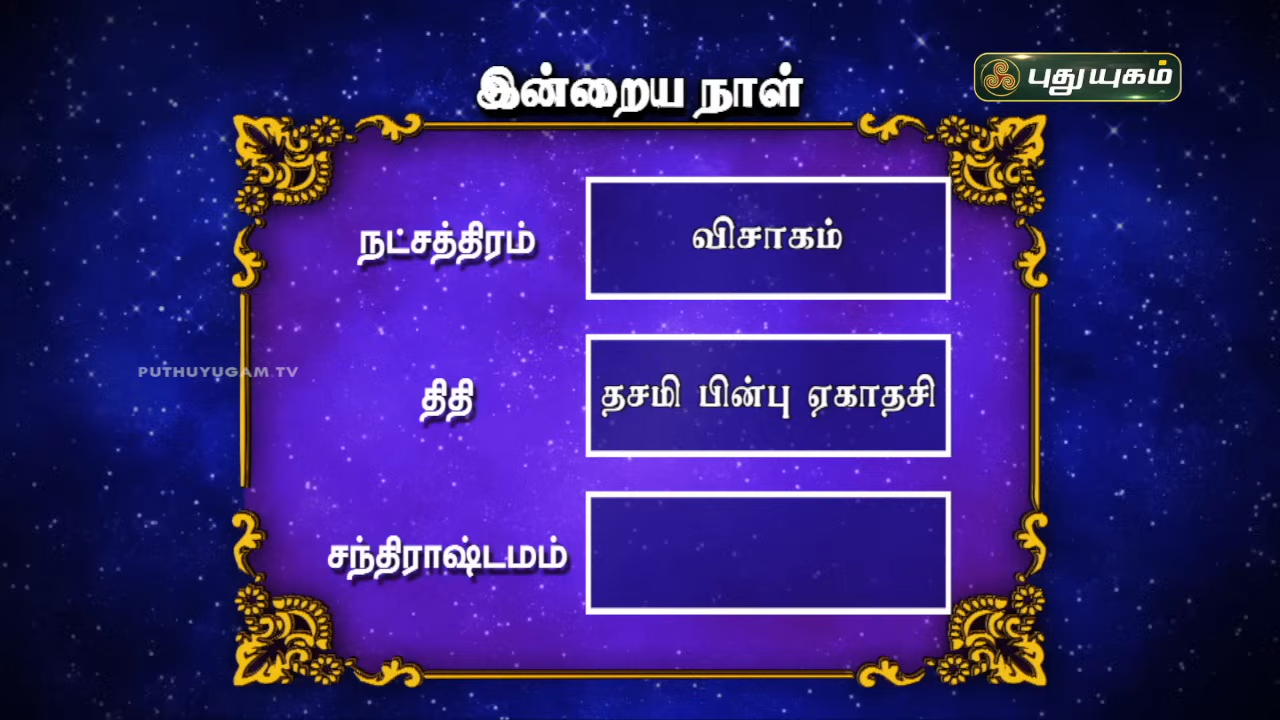 இன்றைய நாள்
புதுயுகம்
நட்சத்திரம் விசாகம்
PUTHUYUGAM.TV
திதி தசமி பின்பு ஏகாதசி
சந்திராஷ்டமம்